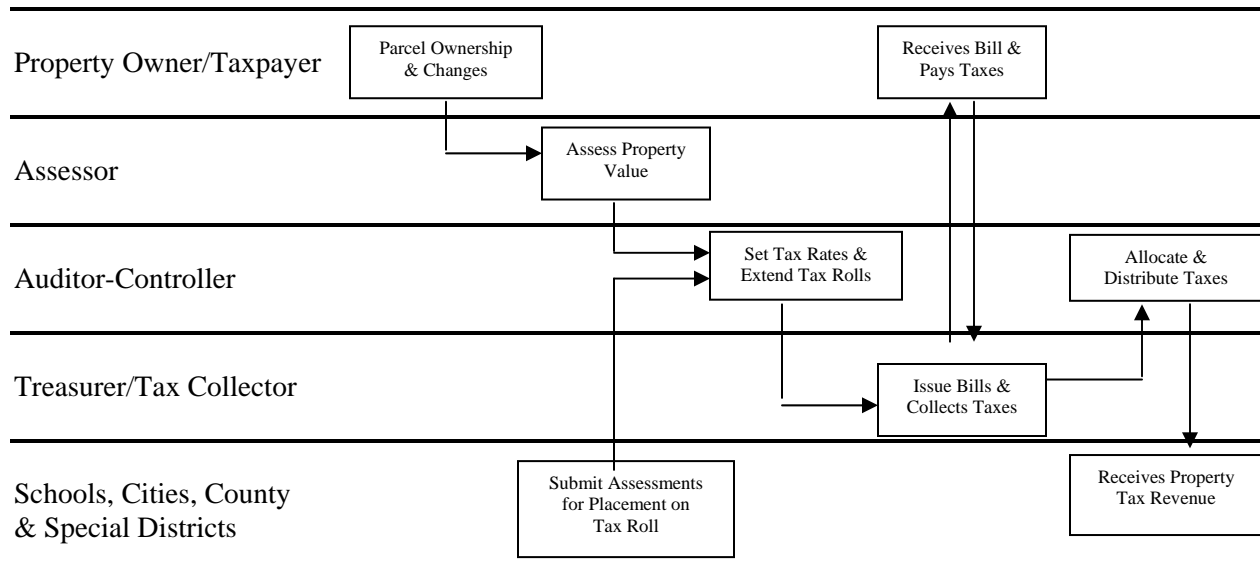 Property Owner/Taxpayer
Parcel Ownership
& Changes
Receives Bill &
Pays Taxes
Assessor
Assess Property
Value
Auditor-Controller
Set Tax Rates &
Extend Tax Rolls
Allocate &
Distribute Taxes
Treasurer/Tax Collector
Issue Bills &
Collects Taxes
Schools, Cities, County
& Special Districts
Submit Assessments
for Placement on
Tax Roll
Receives Property
Tax Revenue